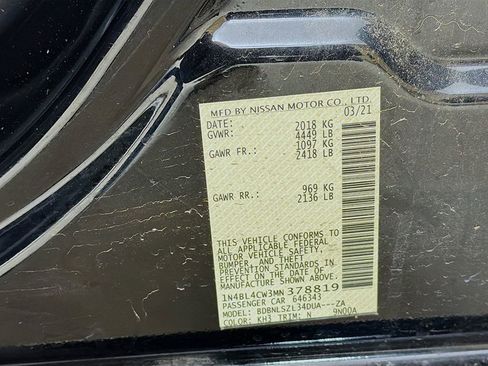 MFD BY NISSAN MOTOR CO., LTD.
DATE: 03/21
GVWR: 2018 KG
4449 LB
GAWR FR.: 1097 KG
2418 LB
GAWR RR.: 969 KG
2136 LB
THIS VEHICLE CONFORMS TO
ALL APPLICABLE FEDERAL
MOTOR VEHICLE SAFETY,
BUMPER, AND THEFT
PREVENTION STANDARDS
IN EFFECT ON THE DATE OF
MANUFACTURE SHOWN ABOVE.
1N4BL4CW3MN378819
PASSENGER CAR 646343
MODEL: BDBNLSZL34DUA---ZA
COLOR: KH3 TRIM: N 9N00A